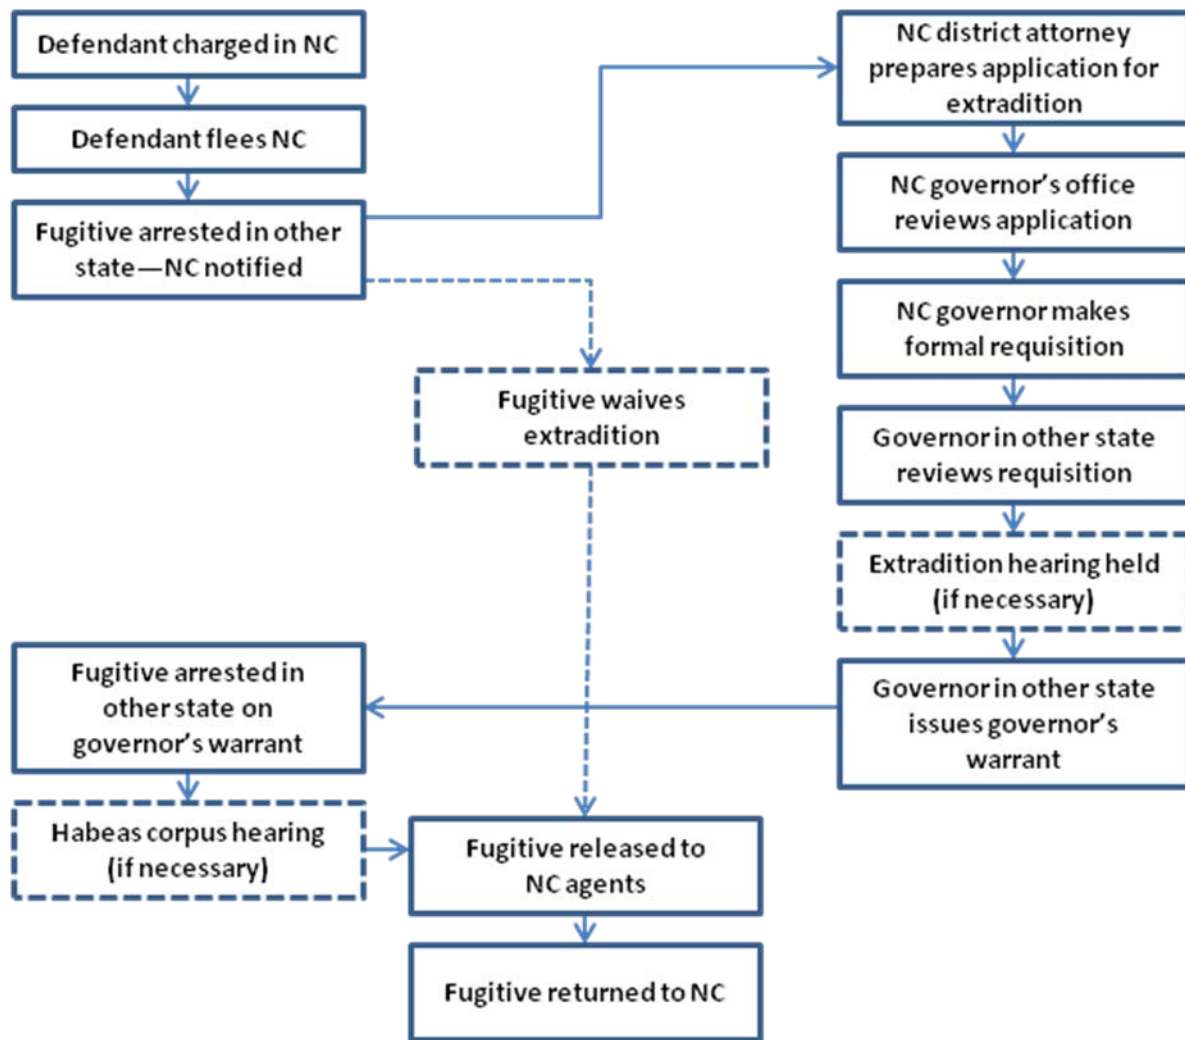 Defendant charged in NC
Defendant flees NC
Fugitive arrested in other
state—NC notified
Fugitive waives
extradition
NC district attorney
prepares application for
extradition
NC governor's office
reviews application
NC governor makes
formal requisition
Governor in other state
reviews requisition
Extradition hearing held
(if necessary)
Governor in other state
issues governor's
warrant
Fugitive arrested in
other state on
governor's warrant
Habeas corpus hearing
(if necessary)
Fugitive released to
NC agents
Fugitive returned to NC